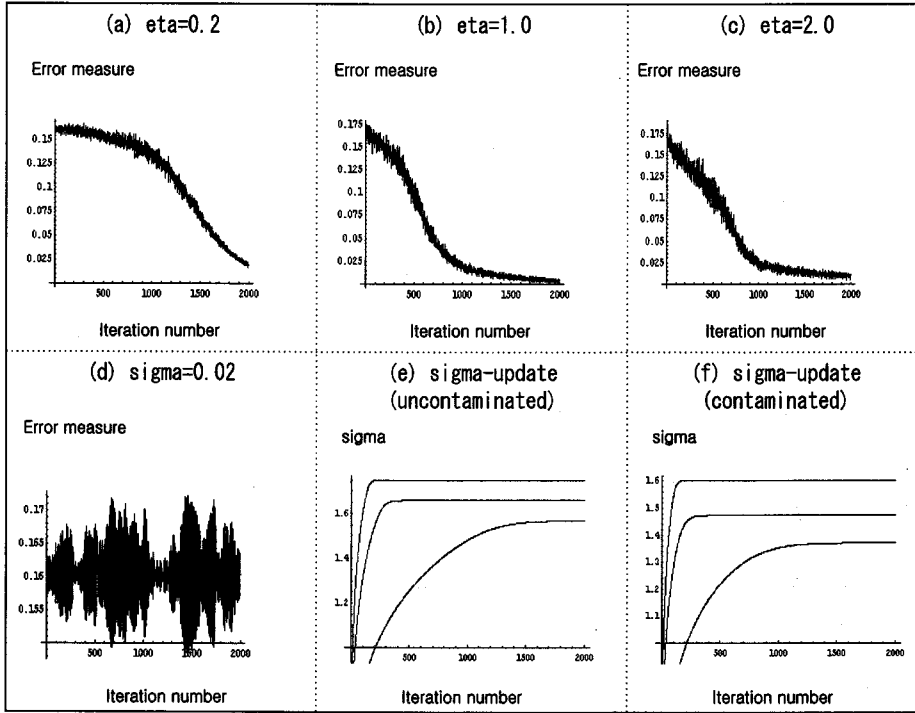 (a) eta=0.2
Error measure
0.15
0.125
0.1
0.075
0.05
0.025
500 1000 1500 2000
Iteration number
(b) eta=1.0
Error measure
0.175
0.15
0.125
0.1
0.075
0.05
0.025
500 1000 1500 2000
Iteration number
(c) eta=2.0
Error measure
0.175
0.15
0.125
0.1
0.075
0.05
0.025
500 1000 1500 2000
Iteration number
(d) sigma=0.02
Error measure
0.17
0.165
0.16
0.155
500 1000 1500 2000
Iteration number
(e) sigma-update
(uncontaminated)
sigma
1.6
1.4
1.2
500 1000 1500 2000
Iteration number
(f) sigma-update
(contaminated)
sigma
1.6
1.5
1.4
1.3
1.2
1.1
500 1000 1500 2000
Iteration number